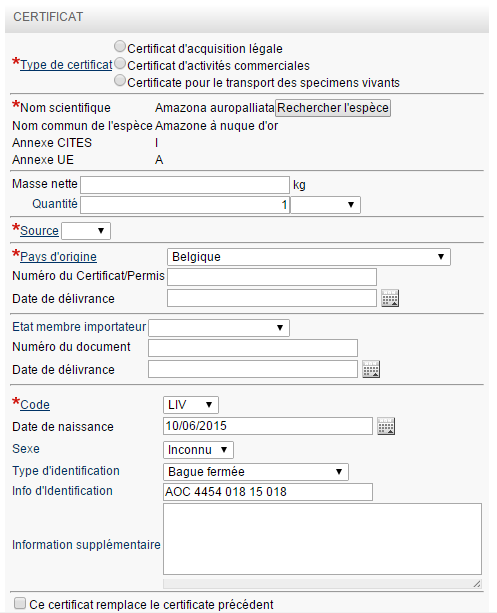 CERTIFICAT
Certificat d'acquisition légale
*Type de certificat Certificat d'activités commerciales
Certificate pour le transport des specimens vivants
*Nom scientifique Amazona auropalliata Rechercher l'espèce
Nom commun de l'espèce Amazone à nuque d'or
Annexe CITES I
Annexe UE A
Masse nette kg
Quantité 1
*Source
*Pays d'origine Belgique
Numéro du Certificat/Permis
Date de délivrance
Etat membre importateur
Numéro du document
Date de délivrance
*Code LIV
Date de naissance 10/06/2015
Sexe Inconnu
Type d'identification Bague fermée
Info d'Identification AOC 4454 018 15 018
Information supplémentaire
Ce certificat remplace le certificate précédent